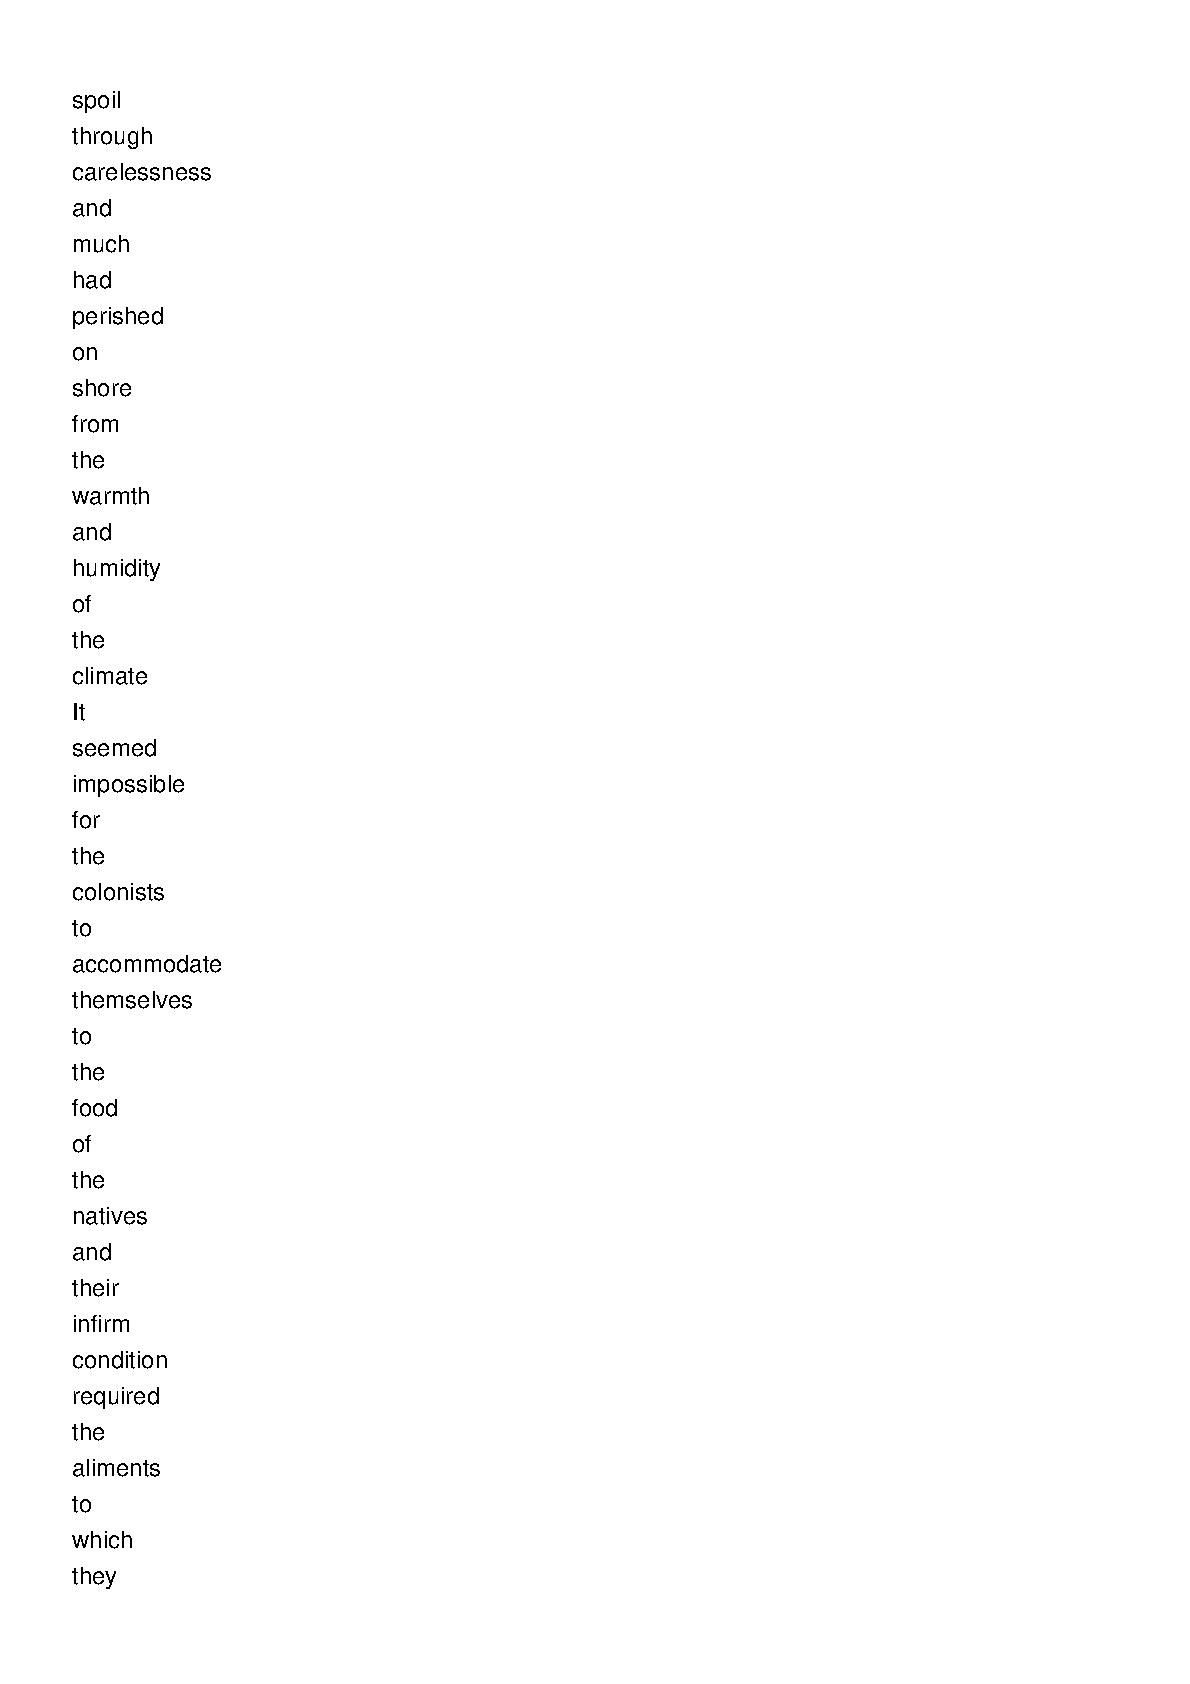 spoil
through
carelessness
and
much
had
perished
on
shore
from
the
warmth
and
humidity
of
the
climate
It
seemed
impossible
for
the
colonists
to
accommodate
themselves
to
the
food
of
the
natives
and
their
infirm
condition
required
the
aliments
to
which
they